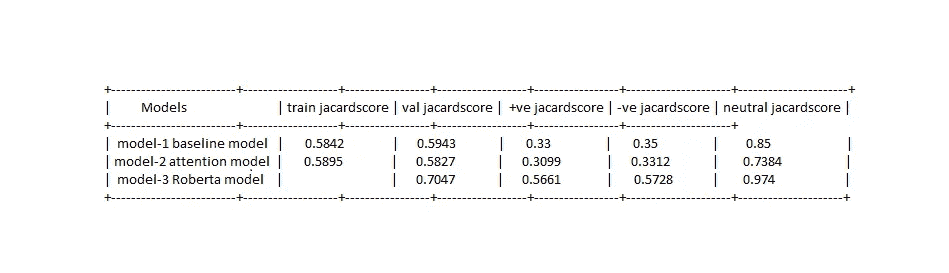 +-------------------------+--------------------+------------------+-------------------+----------------------+-----------------------+
| Models | train jacardscore | val jacardscore | +ve jacardscore | -ve jacardscore | neutral jacardscore |
+-------------------------+--------------------+------------------+-------------------+----------------------+
| model-1 baseline model | 0.5842 | 0.5943 | 0.33 | 0.35 | 0.85 |
| model-2 attention model | 0.5895 | 0.5827 | 0.3099 | 0.3312 | 0.7384 |
| model-3 Roberta model | | 0.7047 | 0.5661 | 0.5728 | 0.974 |
+-------------------------+--------------------+------------------+-------------------+----------------------+----------------------+